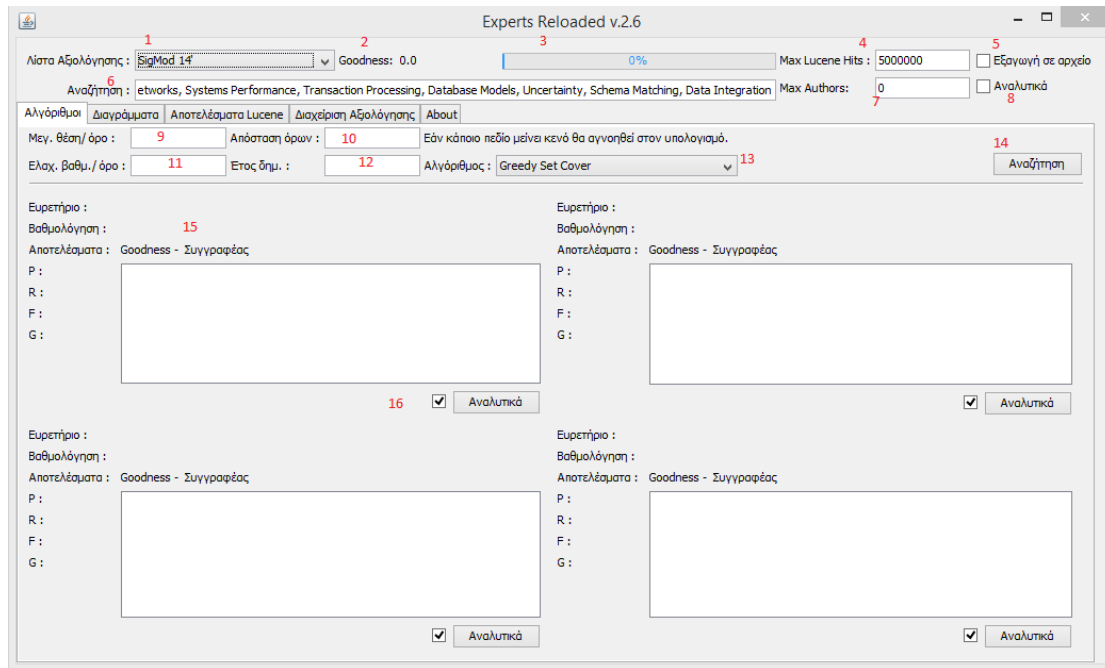 Experts Reloaded v.2.6
1 2 3 4 5
Λίστα Αξιολόγησης : SigMod 14' Goodness: 0.0 0% Max Lucene Hits : 5000000 Εξαγωγή σε αρχείο
6
Αναζήτηση : etworks, Systems Performance, Transaction Processing, Database Models, Uncertainty, Schema Matching, Data Integration Max Authors: 0 Αναλυτικά
7 8
Αλγόριθμοι Διαγράμματα Αποτελέσματα Lucene Διαχείριση Αξιολόγησης About
Μεγ. θέση/ όρο : 9 Απόσταση όρων : 10 Εάν κάποιο πεδίο μείνει κενό θα αγνοηθεί στον υπολογισμό.
14
Ελαχ. βαθμ./ όρο : 11 Έτος δημ. : 12 Αλγόριθμος : Greedy Set Cover 13 Αναζήτηση
Ευρετήριο : Ευρετήριο :
Βαθμολόγηση : 15 Βαθμολόγηση :
Αποτελέσματα : Goodness - Συγγραφέας Αποτελέσματα : Goodness - Συγγραφέας
P : P :
R : R :
F : F :
G : G :
16 Αναλυτικά Αναλυτικά
Ευρετήριο : Ευρετήριο :
Βαθμολόγηση : Βαθμολόγηση :
Αποτελέσματα : Goodness - Συγγραφέας Αποτελέσματα : Goodness - Συγγραφέας
P : P :
R : R :
F : F :
G : G :
Αναλυτικά Αναλυτικά